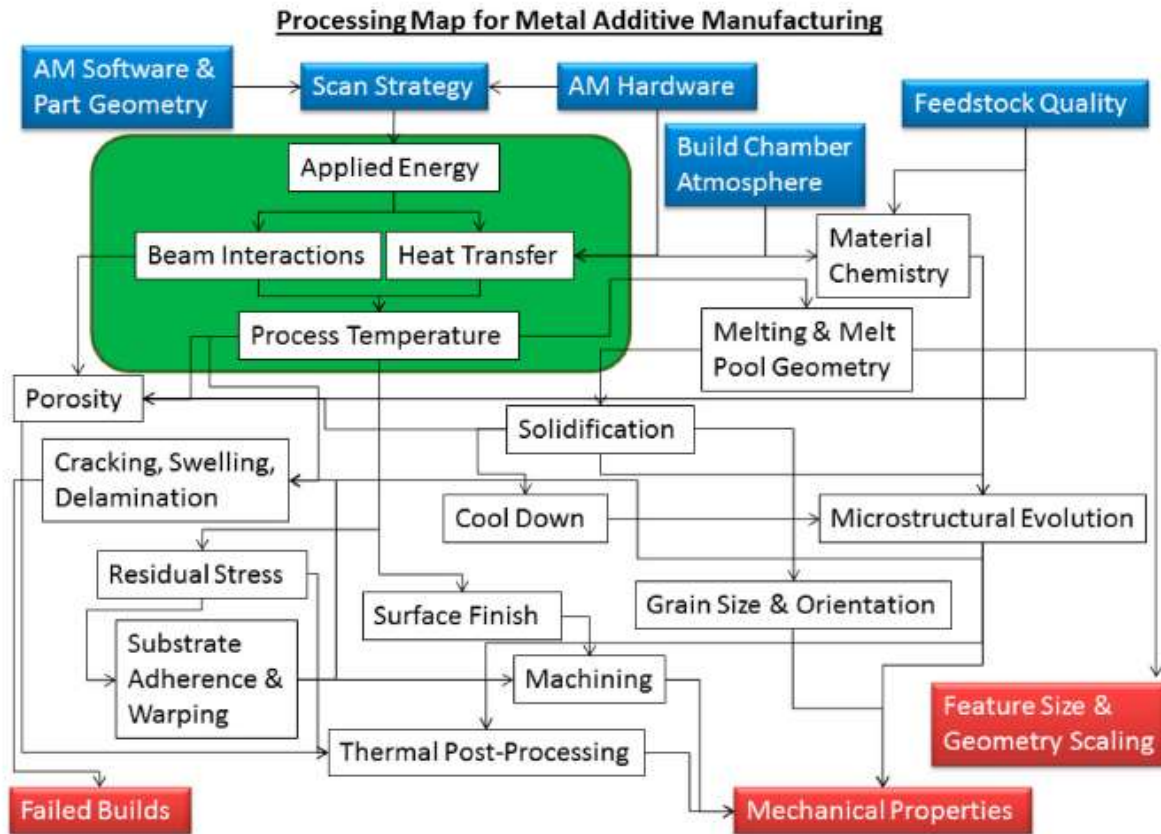 Processing Map for Metal Additive Manufacturing
AM Software &
Part Geometry
Scan Strategy
AM Hardware
Feedstock Quality
Build Chamber
Atmosphere
Applied Energy
Beam Interactions
Heat Transfer
Material
Chemistry
Process Temperature
Melting & Melt
Pool Geometry
Porosity
Solidification
Cracking, Swelling,
Delamination
Cool Down
Microstructural Evolution
Residual Stress
Surface Finish
Grain Size & Orientation
Substrate
Adherence &
Warping
Machining
Feature Size &
Geometry Scaling
Thermal Post-Processing
Failed Builds
Mechanical Properties